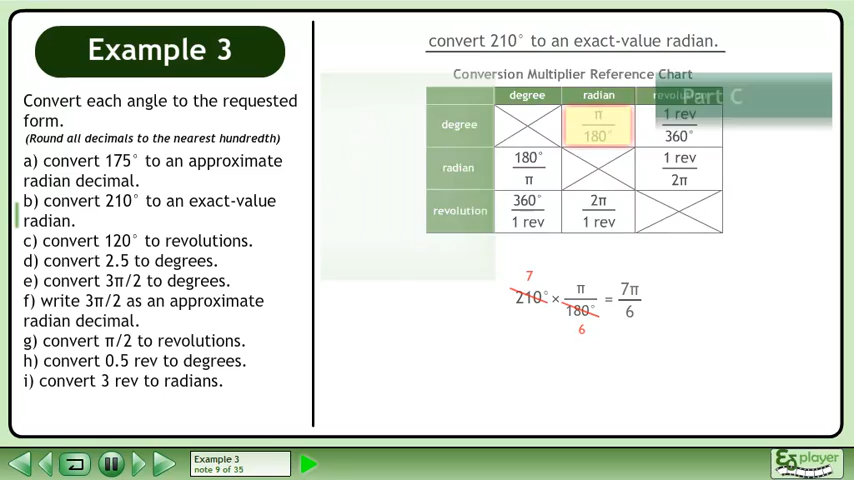 Example 3
Convert each angle to the requested
form.
(Round all decimals to the nearest hundredth)
a) convert 175° to an approximate
radian decimal.
b) convert 210° to an exact-value
radian.
c) convert 120° to revolutions.
d) convert 2.5 to degrees.
e) convert 3π/2 to degrees.
f) write 3π/2 as an approximate
radian decimal.
g) convert π/2 to revolutions.
h) convert 0.5 rev to degrees.
i) convert 3 rev to radians.
convert 210° to an exact-value radian.
Conversion Multiplier Reference Chart
degree radian revolution
Part C
degree π/180° 1 rev/360°
radian 180°/π 1 rev/2π
revolution 360°/1 rev 2π/1 rev
7
210° × π/180° = 7π/6
6
Example 3
note 9 of 35
player